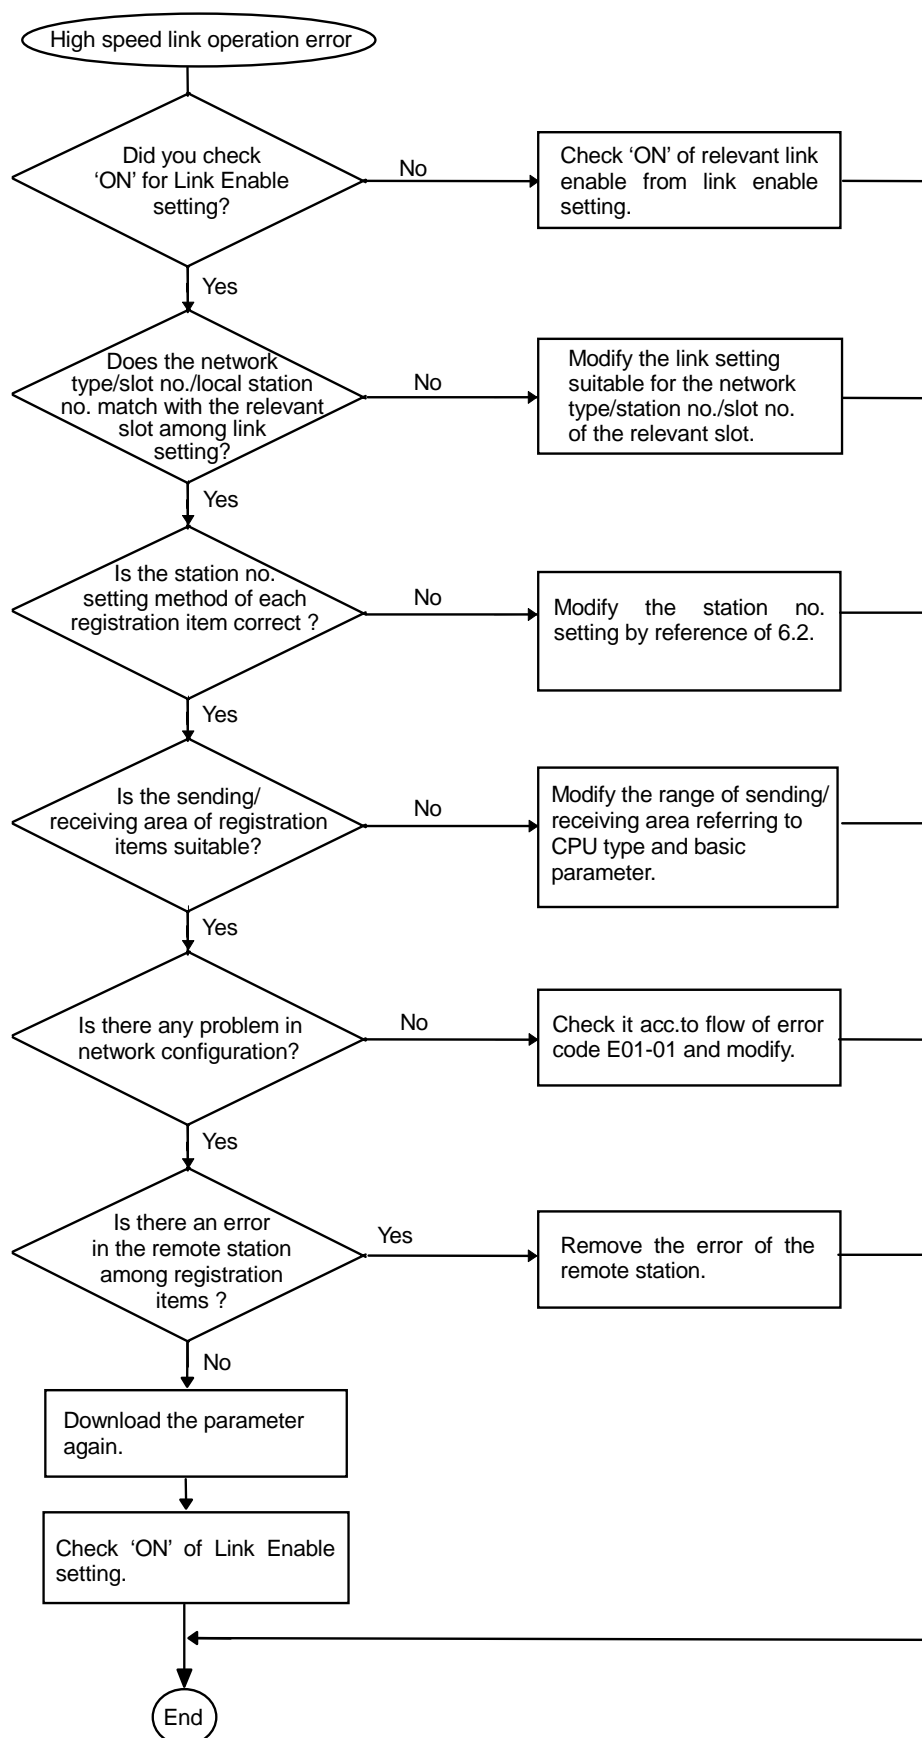 High speed link operation error
Did you check
‘ON’ for Link Enable
setting?
No
Check ‘ON’ of relevant link
enable from link enable
setting.
Yes
Does the network
type/slot no./local station
no. match with the relevant
slot among link
setting?
No
Modify the link setting
suitable for the network
type/station no./slot no.
of the relevant slot.
Yes
Is the station no.
setting method of each
registration item correct ?
No
Modify the station no.
setting by reference of 6.2.
Yes
Is the sending/
receiving area of registration
items suitable?
No
Modify the range of sending/
receiving area referring to
CPU type and basic
parameter.
Yes
Is there any problem in
network configuration?
No
Check it acc.to flow of error
code E01-01 and modify.
Yes
Is there an error
in the remote station
among registration
items ?
Yes
Remove the error of the
remote station.
No
Download the parameter
again.
Check ‘ON’ of Link Enable
setting.
End